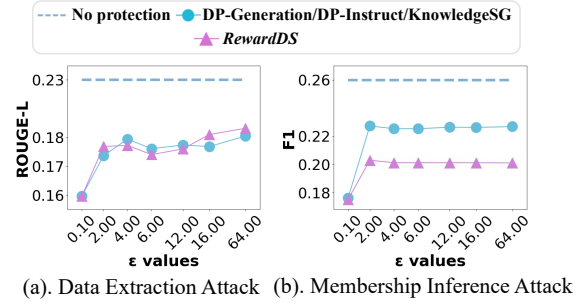 No protection
DP-Generation/DP-Instruct/KnowledgeSG
RewardDS
ROUGE-L
0.23
0.18
0.17
0.16
0.10
2.00
4.00
6.00
12.00
16.00
64.00
ε values
(a). Data Extraction Attack
F1
0.26
0.22
0.20
0.18
0.10
2.00
4.00
6.00
12.00
16.00
64.00
ε values
(b). Membership Inference Attack